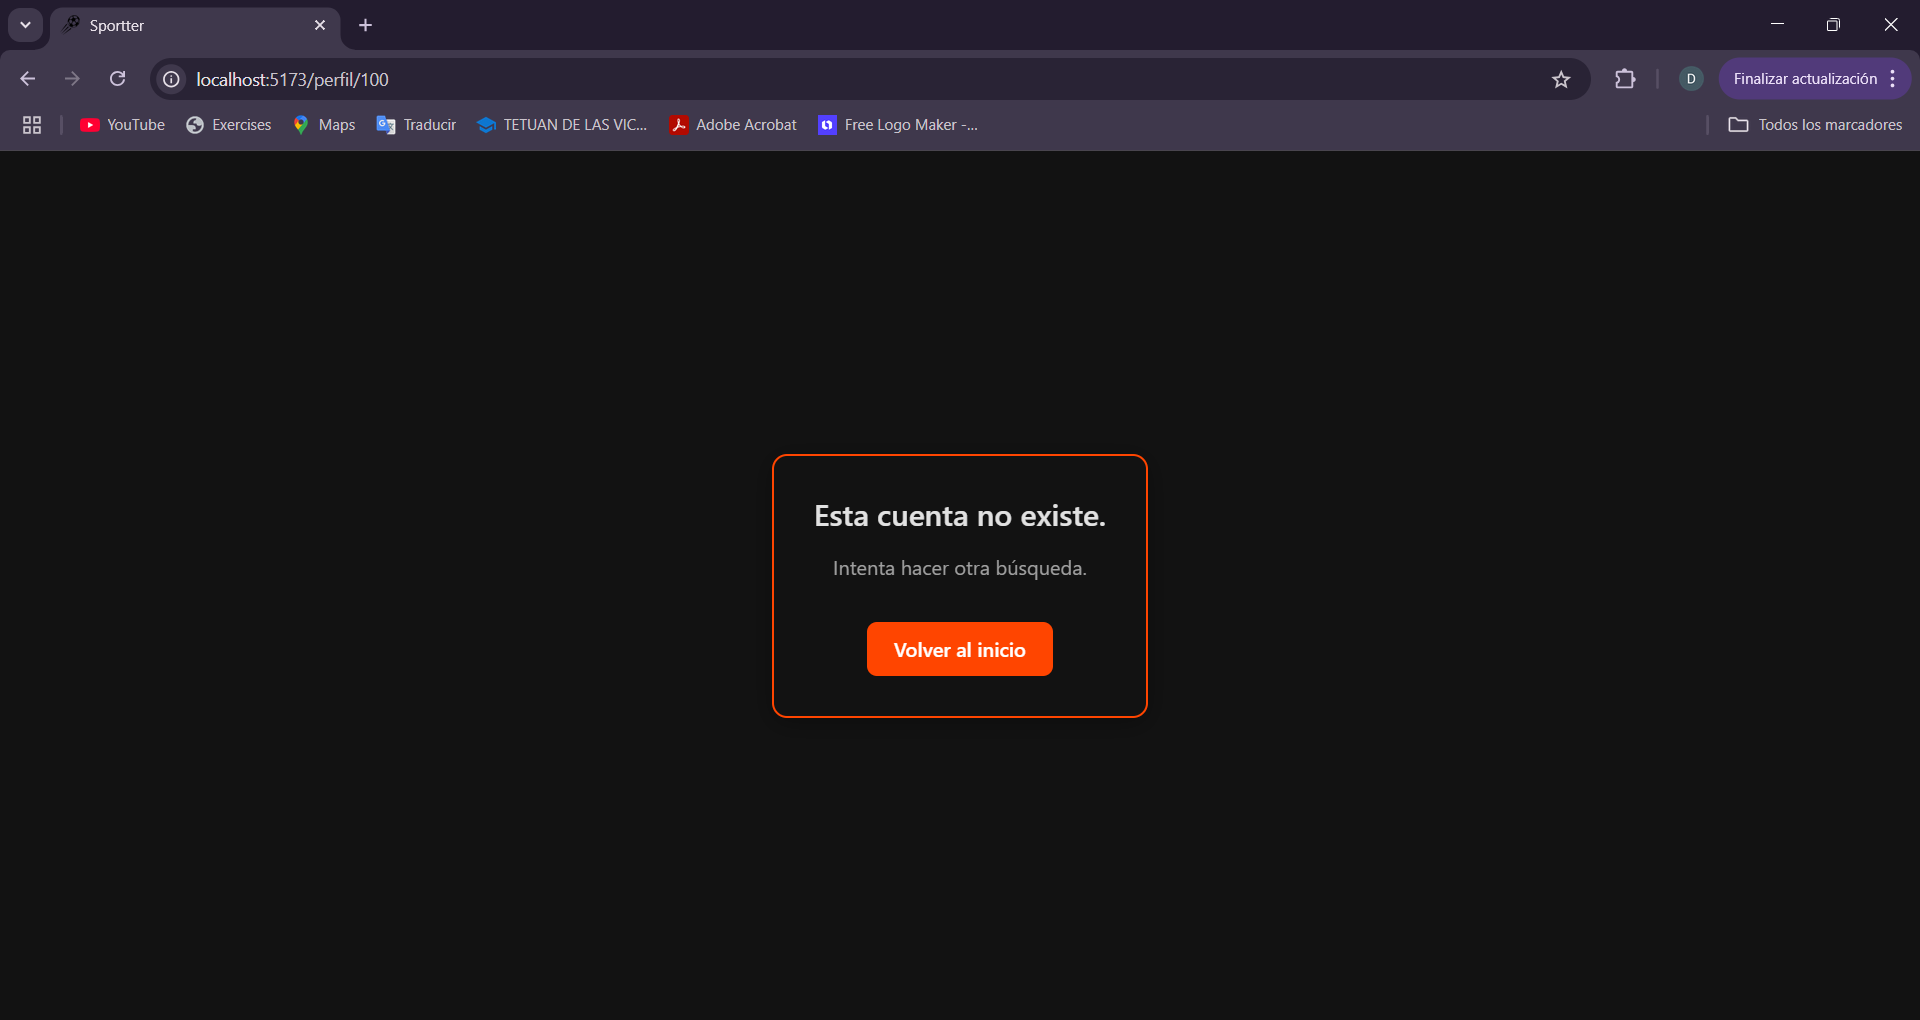 Sportter
localhost:5173/perfil/100
D
Finalizar actualización
YouTube
Exercises
Maps
Traducir
TETUAN DE LAS VIC...
Adobe Acrobat
Free Logo Maker -...
Todos los marcadores
Esta cuenta no existe.
Intenta hacer otra búsqueda.
Volver al inicio